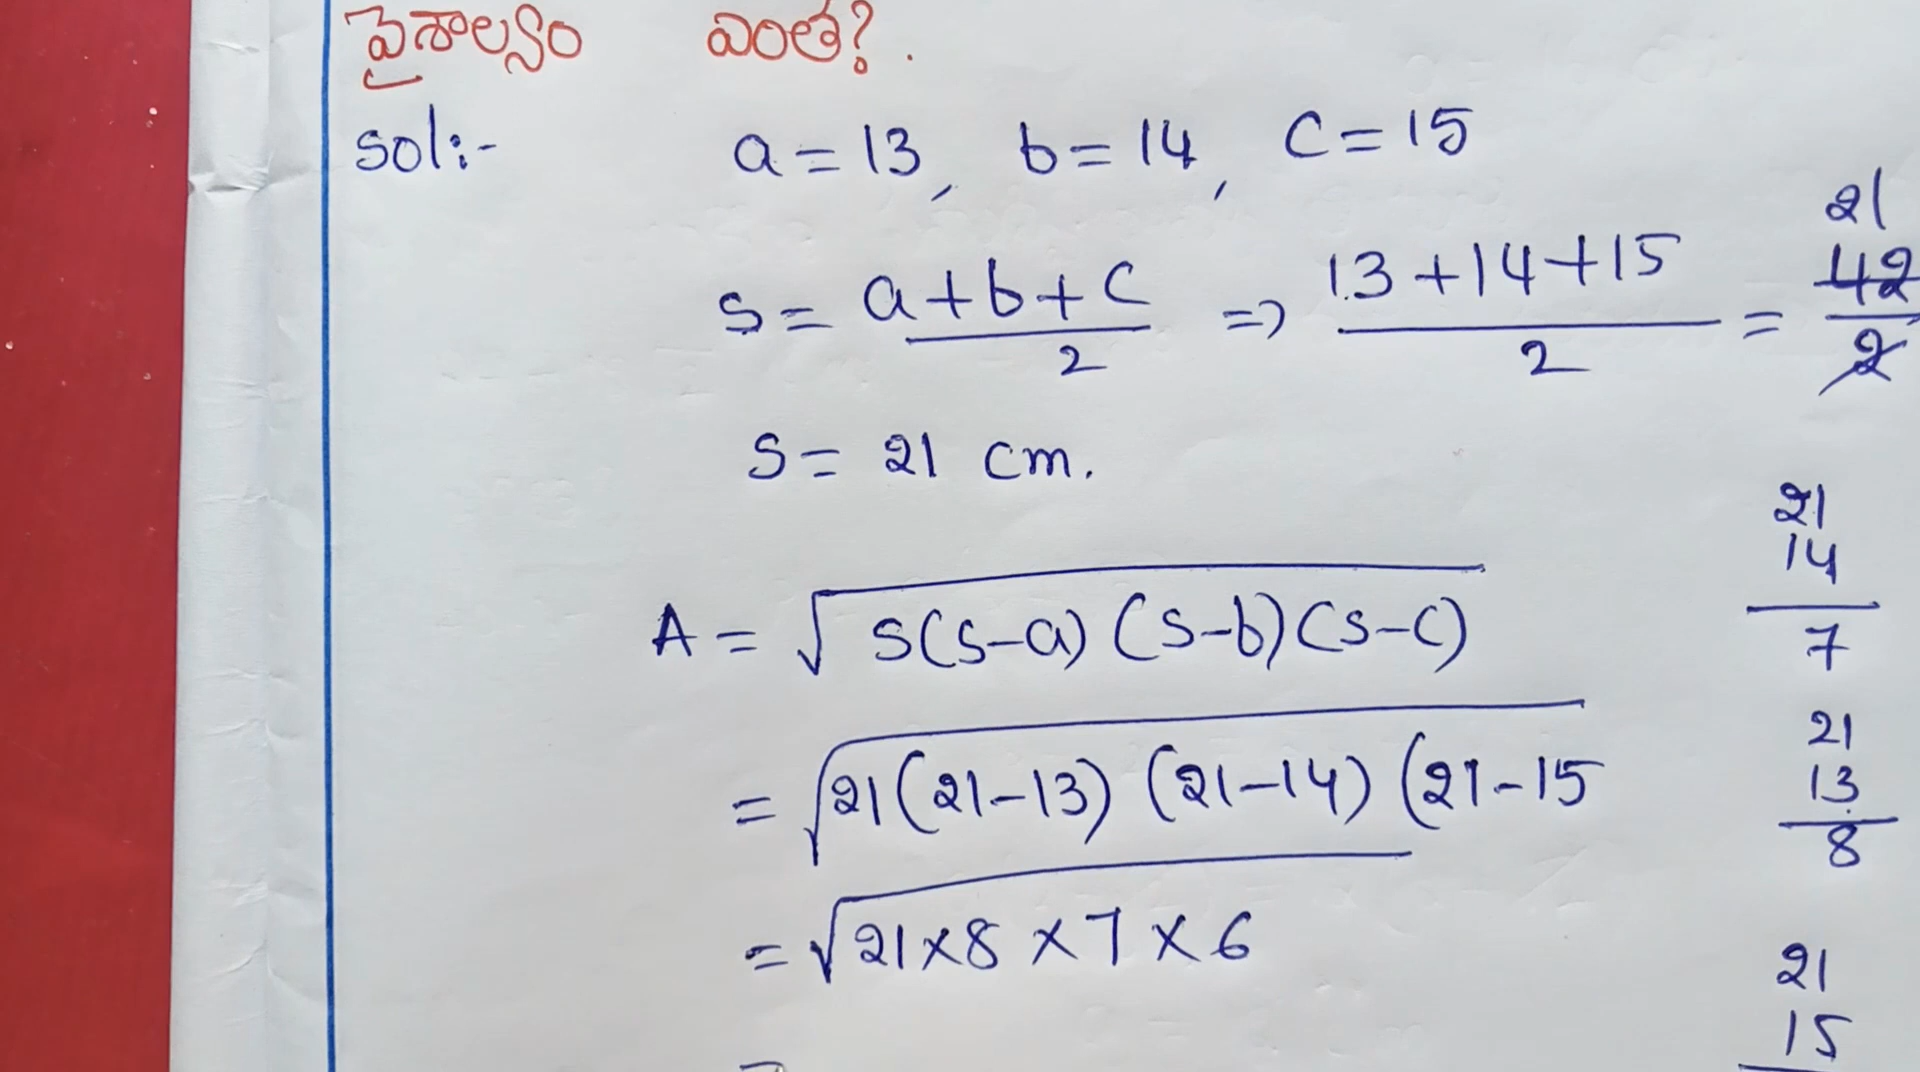 వైశాల్యం ఎంత?.
Sol:- a = 13, b = 14, c = 15
S = a+b+c/2 => 13+14+15/2 = 42/2 21
S = 21 cm.
A = √S(S-a)(S-b)(S-c)
= √21(21-13)(21-14)(21-15
= √21×8×7×6
=
21
14
7
21
13
8
21
15